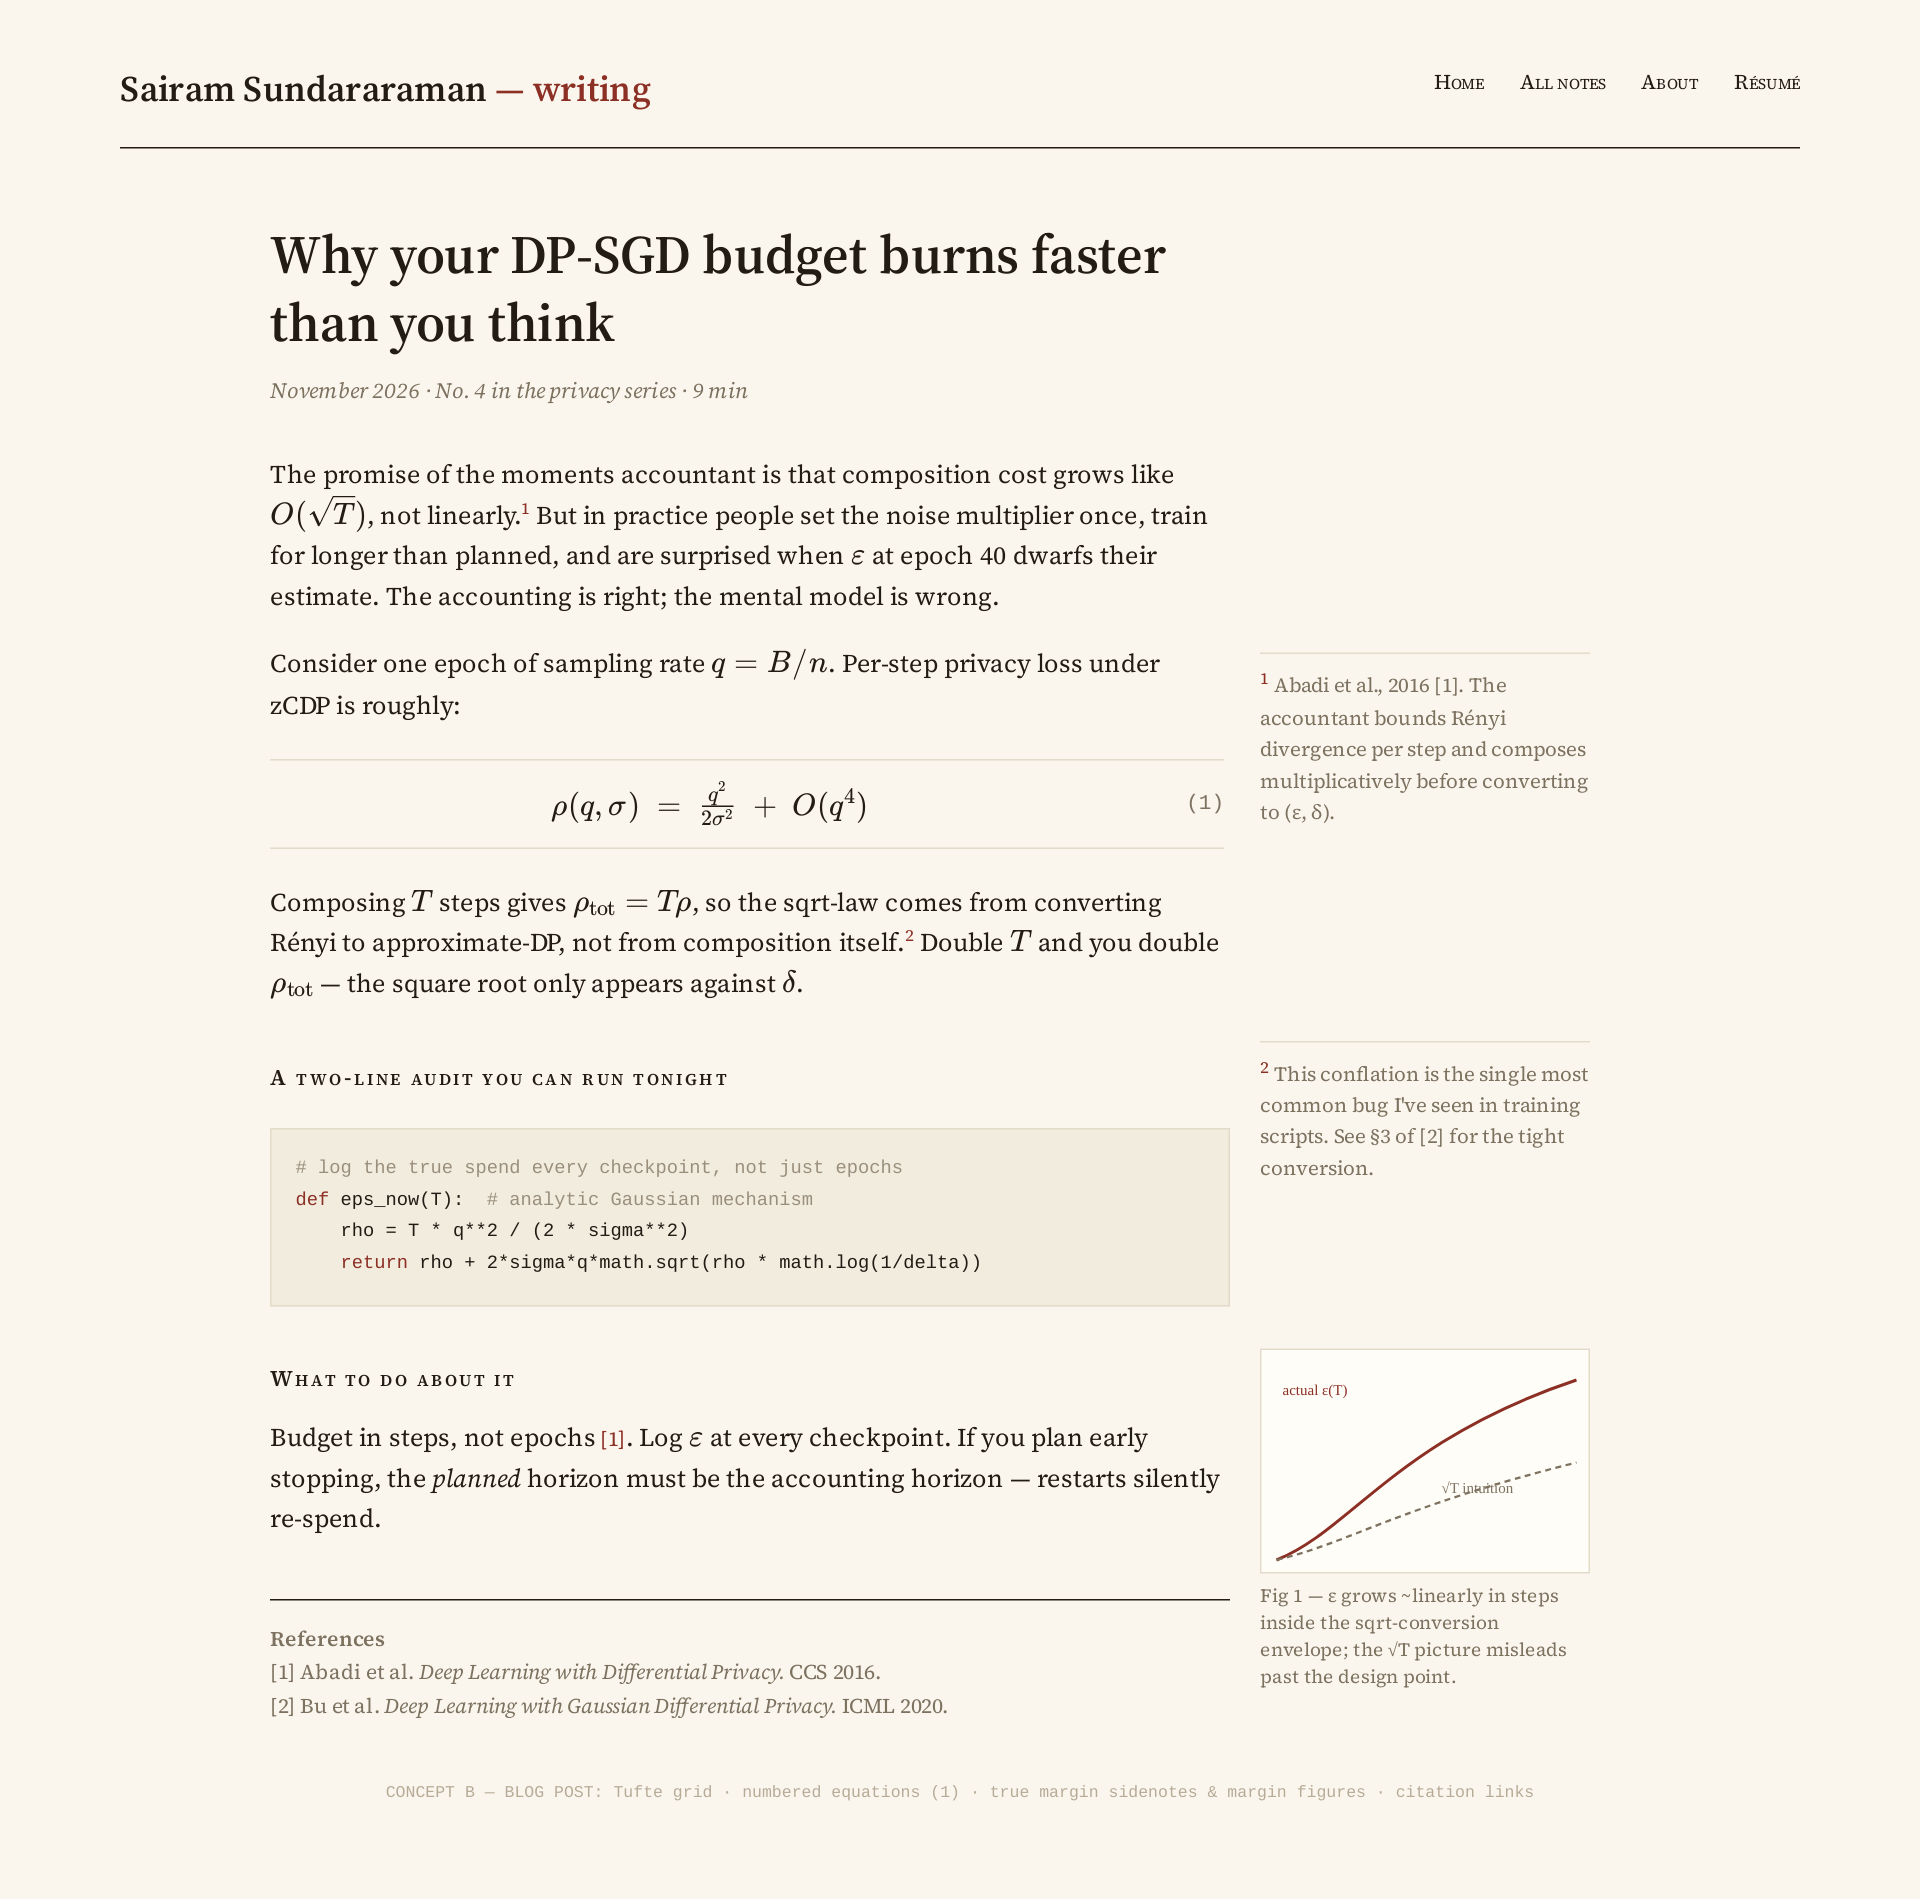 Sairam Sundararaman — writing
Home All notes About Résumé
Why your DP-SGD budget burns faster
than you think
November 2026 · No. 4 in the privacy series · 9 min
The promise of the moments accountant is that composition cost grows like
O(√T), not linearly.¹ But in practice people set the noise multiplier once, train
for longer than planned, and are surprised when ε at epoch 40 dwarfs their
estimate. The accounting is right; the mental model is wrong.
Consider one epoch of sampling rate q = B/n. Per-step privacy loss under
zCDP is roughly:
ρ(q, σ) = q²/2σ² + O(q⁴) (1)
1 Abadi et al., 2016 [1]. The
accountant bounds Rényi
divergence per step and composes
multiplicatively before converting
to (ε, δ).
Composing T steps gives ρtot = Tρ, so the sqrt-law comes from converting
Rényi to approximate-DP, not from composition itself.² Double T and you double
ρtot — the square root only appears against δ.
A two-line audit you can run tonight
2 This conflation is the single most
common bug I've seen in training
scripts. See §3 of [2] for the tight
conversion.
# log the true spend every checkpoint, not just epochs
def eps_now(T):  # analytic Gaussian mechanism
    rho = T * q**2 / (2 * sigma**2)
    return rho + 2*sigma*q*math.sqrt(rho * math.log(1/delta))
What to do about it
Budget in steps, not epochs [1]. Log ε at every checkpoint. If you plan early
stopping, the planned horizon must be the accounting horizon — restarts silently
re-spend.
actual ε(T)
√T intuition
Fig 1 — ε grows ~linearly in steps
inside the sqrt-conversion
envelope; the √T picture misleads
past the design point.
References
[1] Abadi et al. Deep Learning with Differential Privacy. CCS 2016.
[2] Bu et al. Deep Learning with Gaussian Differential Privacy. ICML 2020.
CONCEPT B — BLOG POST: Tufte grid · numbered equations (1) · true margin sidenotes & margin figures · citation links